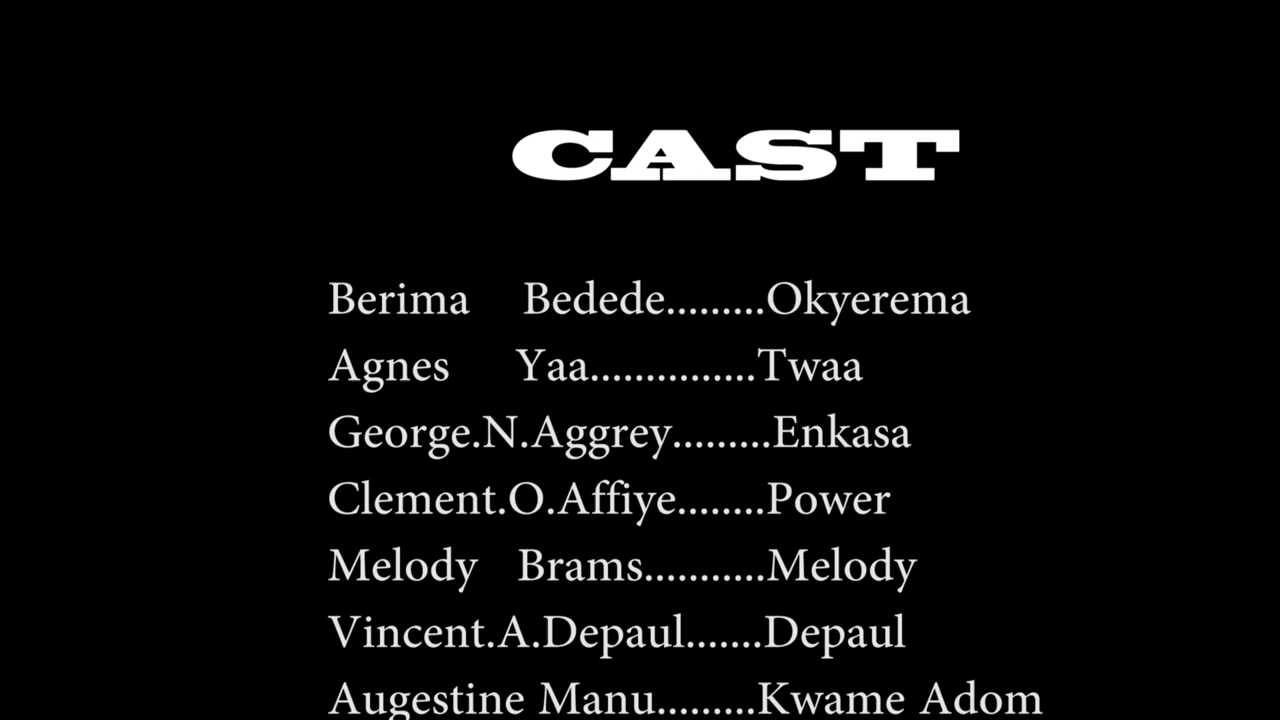 CAST
Berima Bedede.........Okyerema
Agnes Yaa...............Twaa
George.N.Aggrey.........Enkasa
Clement.O.Affiye........Power
Melody Brams...........Melody
Vincent.A.Depaul.......Depaul
Augestine Manu.........Kwame Adom